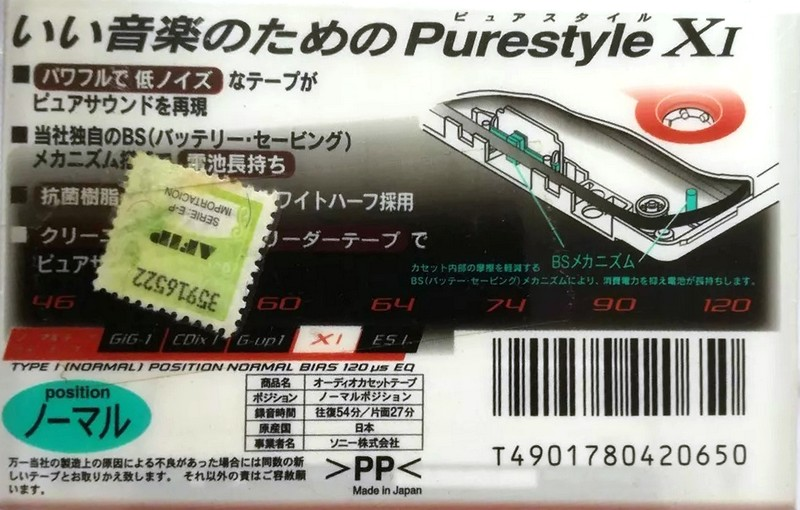 ピュアスタイル
いい音楽のための Purestyle XI
■ パワフルで 低ノイズ なテープが
ピュアサウンドを再現
■ 当社独自のBS(バッテリー・セービング)
メカニズム 電池長持ち
■ 抗菌樹脂 ワイトハーフ採用
■ クリーニ リーダーテープ で
ピュアサ
SERIE: E-P
IMPORTACION
AFIP
35916522
BSメカニズム
カセット内部の摩擦を軽減する
BS(バッテー・セービング)メカニズムにより、消費電力を抑え電池が長持ちします。
46 60 64 74 90 120
GIG-1 CDix I G-up1 XI ES I
TYPE I (NORMAL) POSITION NORMAL BIAS 120 μs EQ
position
ノーマル
商品名 オーディオカセットテープ
ポジション ノーマルポジション
録音時間 往復54分/片面27分
原産国 日本
事業者名 ソニー株式会社
万一当社の製造上の原因による不良があった場合には同数の新
しいテープとお取りかえ致します。それ以外の責はご容赦願
います。
>PP<
Made in Japan
T4901780420650